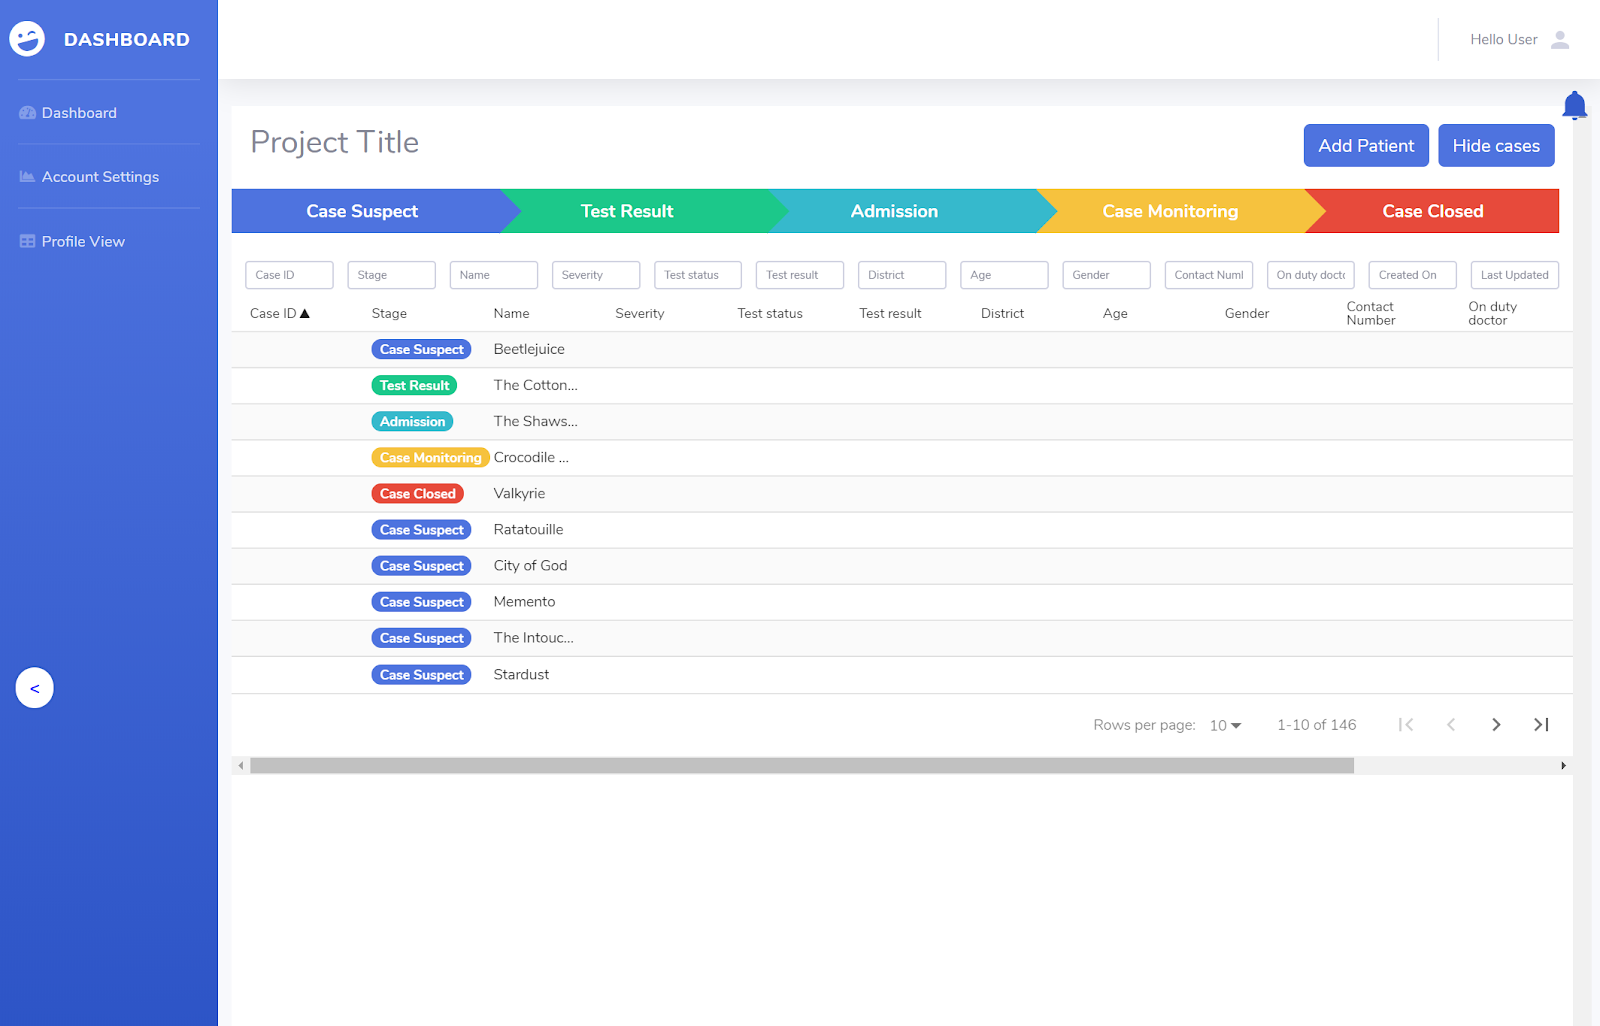 DASHBOARD
Hello User
Dashboard
Account Settings
Profile View
<
Project Title
Add Patient
Hide cases
Case Suspect
Test Result
Admission
Case Monitoring
Case Closed
Case ID
Stage
Name
Severity
Test status
Test result
District
Age
Gender
Contact Numl
On duty docto
Created On
Last Updated
Case ID▲
Stage
Name
Severity
Test status
Test result
District
Age
Gender
Contact
Number
On duty
doctor
Case Suspect Beetlejuice
Test Result The Cotton...
Admission The Shaws...
Case Monitoring Crocodile ...
Case Closed Valkyrie
Case Suspect Ratatouille
Case Suspect City of God
Case Suspect Memento
Case Suspect The Intouc...
Case Suspect Stardust
Rows per page: 10 1-10 of 146